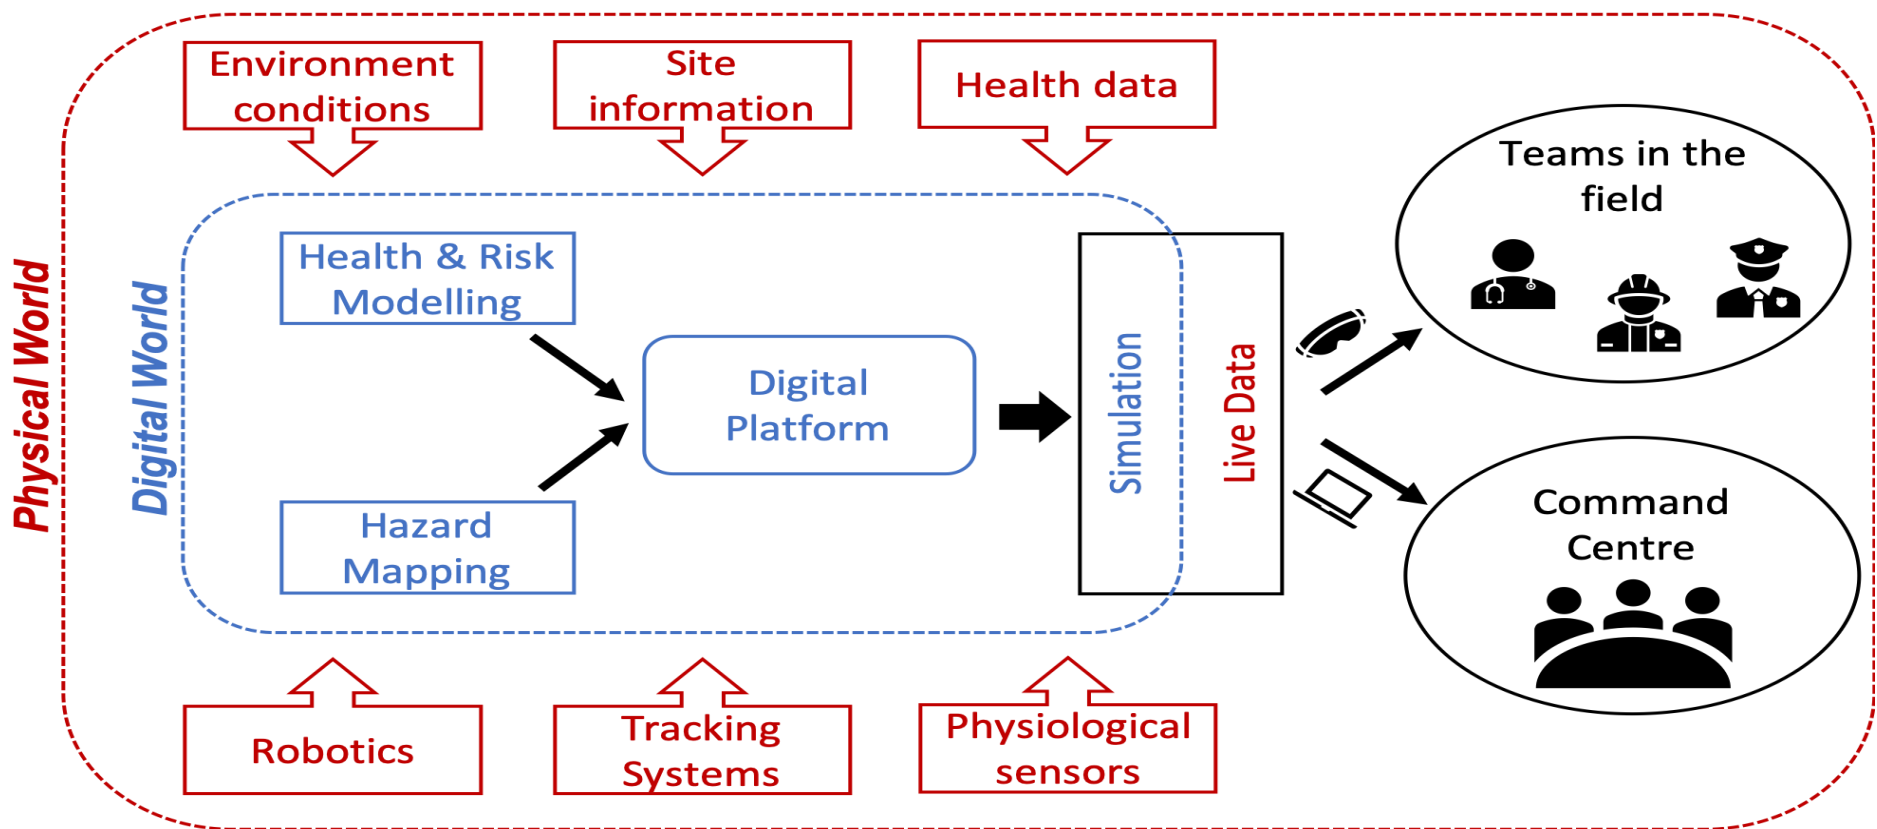 Environment
conditions
Site
information
Health data
Teams in the
field
Physical World
Digital World
Health & Risk
Modelling
Digital
Platform
Simulation
Live Data
Hazard
Mapping
Command
Centre
Robotics
Tracking
Systems
Physiological
sensors